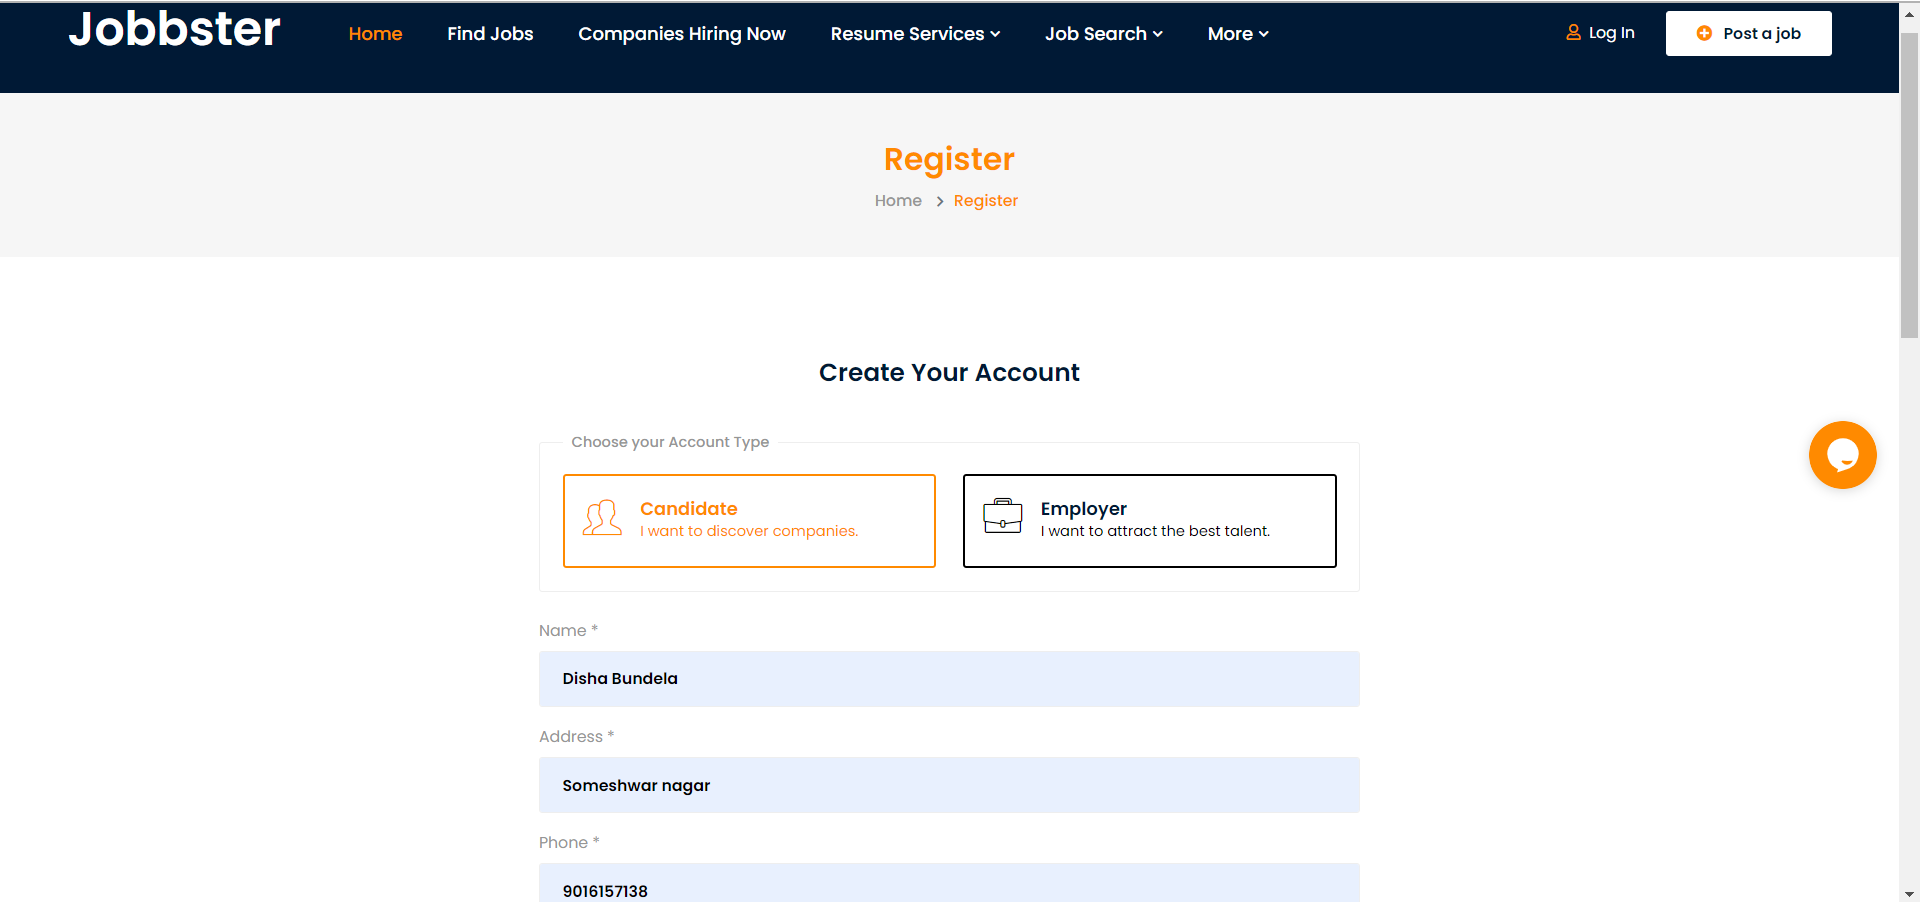 Jobbster
Home
Find Jobs
Companies Hiring Now
Resume Services
Job Search
More
Log In
Post a job
Register
Home > Register
Create Your Account
Choose your Account Type
Candidate
I want to discover companies.
Employer
I want to attract the best talent.
Name *
Disha Bundela
Address *
Someshwar nagar
Phone *
9016157138